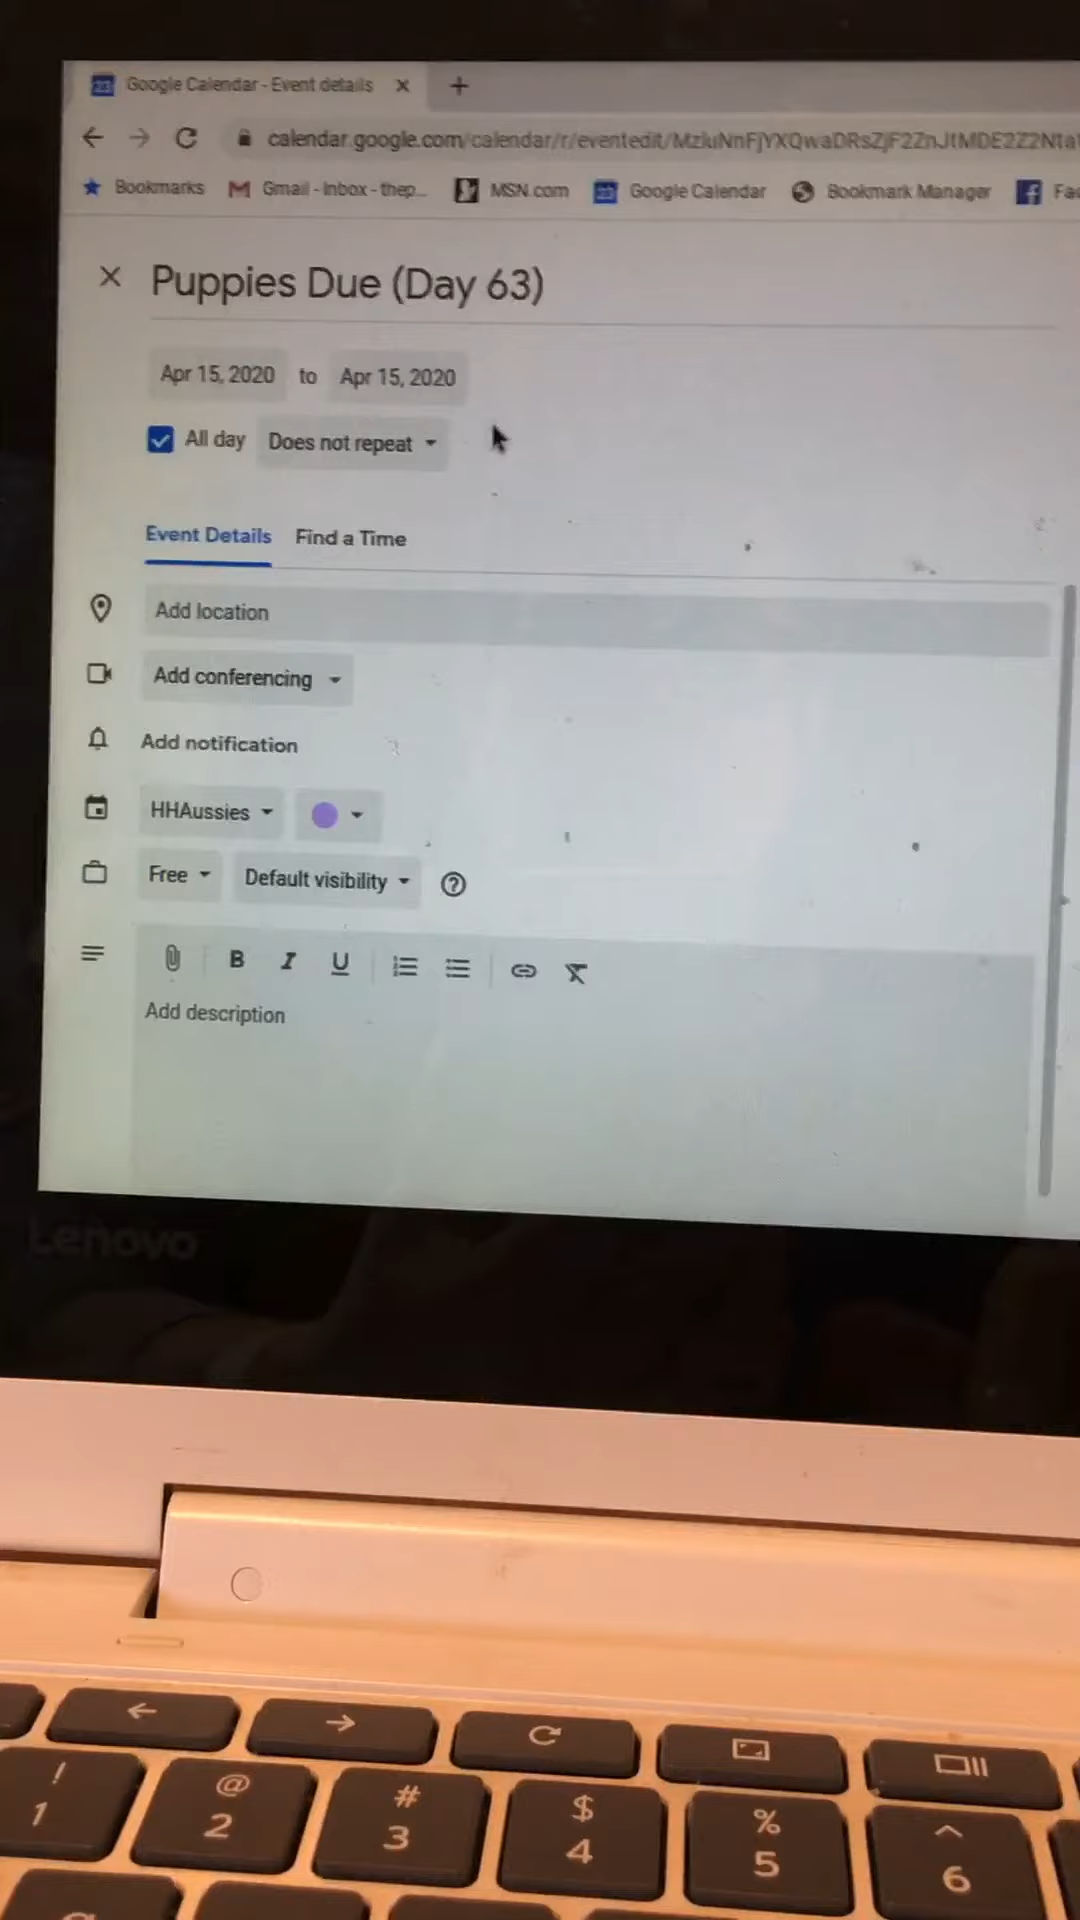 Google Calendar - Event details
calendar.google.com/calendar/r/eventedit/
Bookmarks Gmail - Inbox - thep... MSN.com Google Calendar Bookmark Manager
Puppies Due (Day 63)
Apr 15, 2020 to Apr 15, 2020
All day Does not repeat
Event Details Find a Time
Add location
Add conferencing
Add notification
HHAussies
Free Default visibility ?
B I U
Add description
Lenovo
! @ # $ % ^
1 2 3 4 5 6